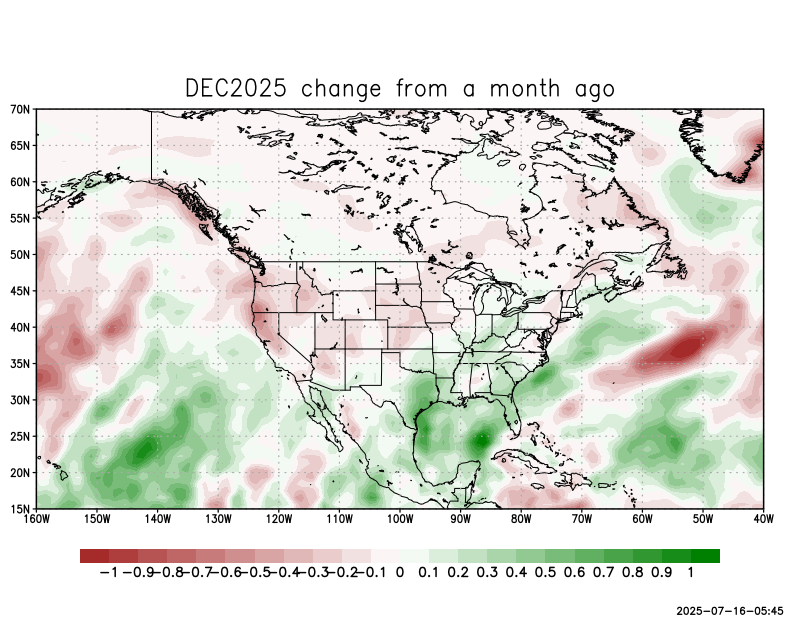 DEC2025 change from a month ago
70N
65N
60N
55N
50N
45N
40N
35N
30N
25N
20N
15N
160W 150W 140W 130W 120W 110W 100W 90W 80W 70W 60W 50W 40W
-1 -0.9 -0.8 -0.7 -0.6 -0.5 -0.4 -0.3 -0.2 -0.1 0 0.1 0.2 0.3 0.4 0.5 0.6 0.7 0.8 0.9 1
2025-07-16-05:45